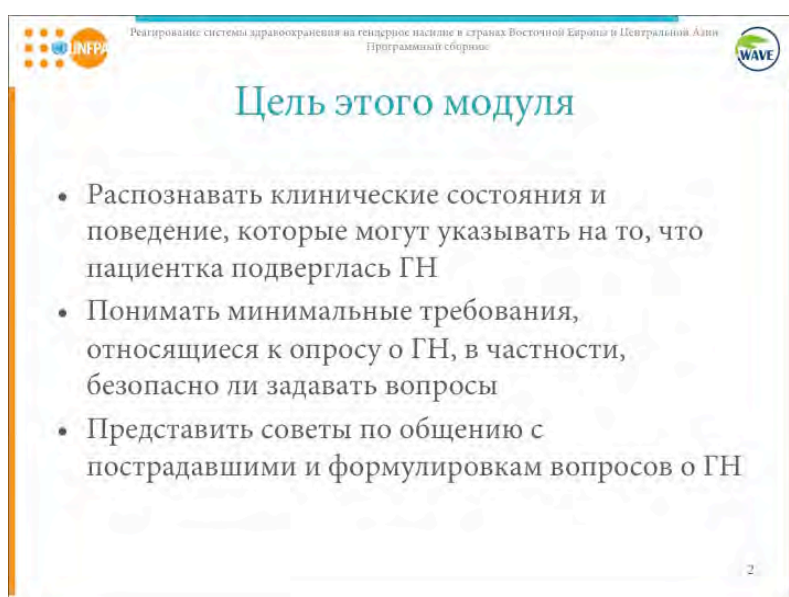 UNFPA
Реагирование системы здравоохранения на гендерное насилие в странах Восточной Европы и Центральной Азии
Программный сборник
WAVE
Цель этого модуля
• Распознавать клинические состояния и
поведение, которые могут указывать на то, что
пациентка подверглась ГН
• Понимать минимальные требования,
относящиеся к опросу о ГН, в частности,
безопасно ли задавать вопросы
• Представить советы по общению с
пострадавшими и формулировкам вопросов о ГН
2